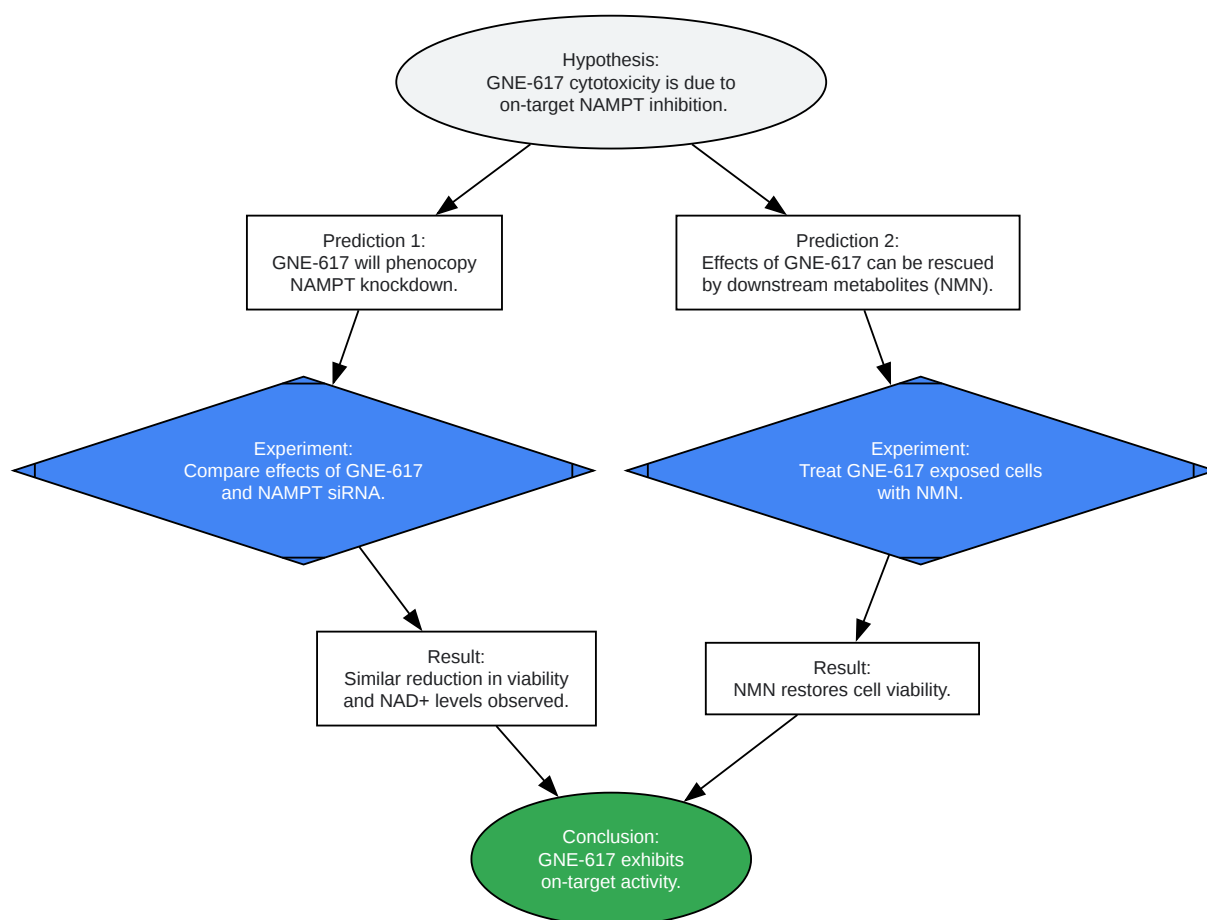 Hypothesis:
GNE-617 cytotoxicity is due to
on-target NAMPT inhibition.
Prediction 1:
GNE-617 will phenocopy
NAMPT knockdown.
Prediction 2:
Effects of GNE-617 can be rescued
by downstream metabolites (NMN).
Experiment:
Compare effects of GNE-617
and NAMPT siRNA.
Experiment:
Treat GNE-617 exposed cells
with NMN.
Result:
Similar reduction in viability
and NAD+ levels observed.
Result:
NMN restores cell viability.
Conclusion:
GNE-617 exhibits
on-target activity.